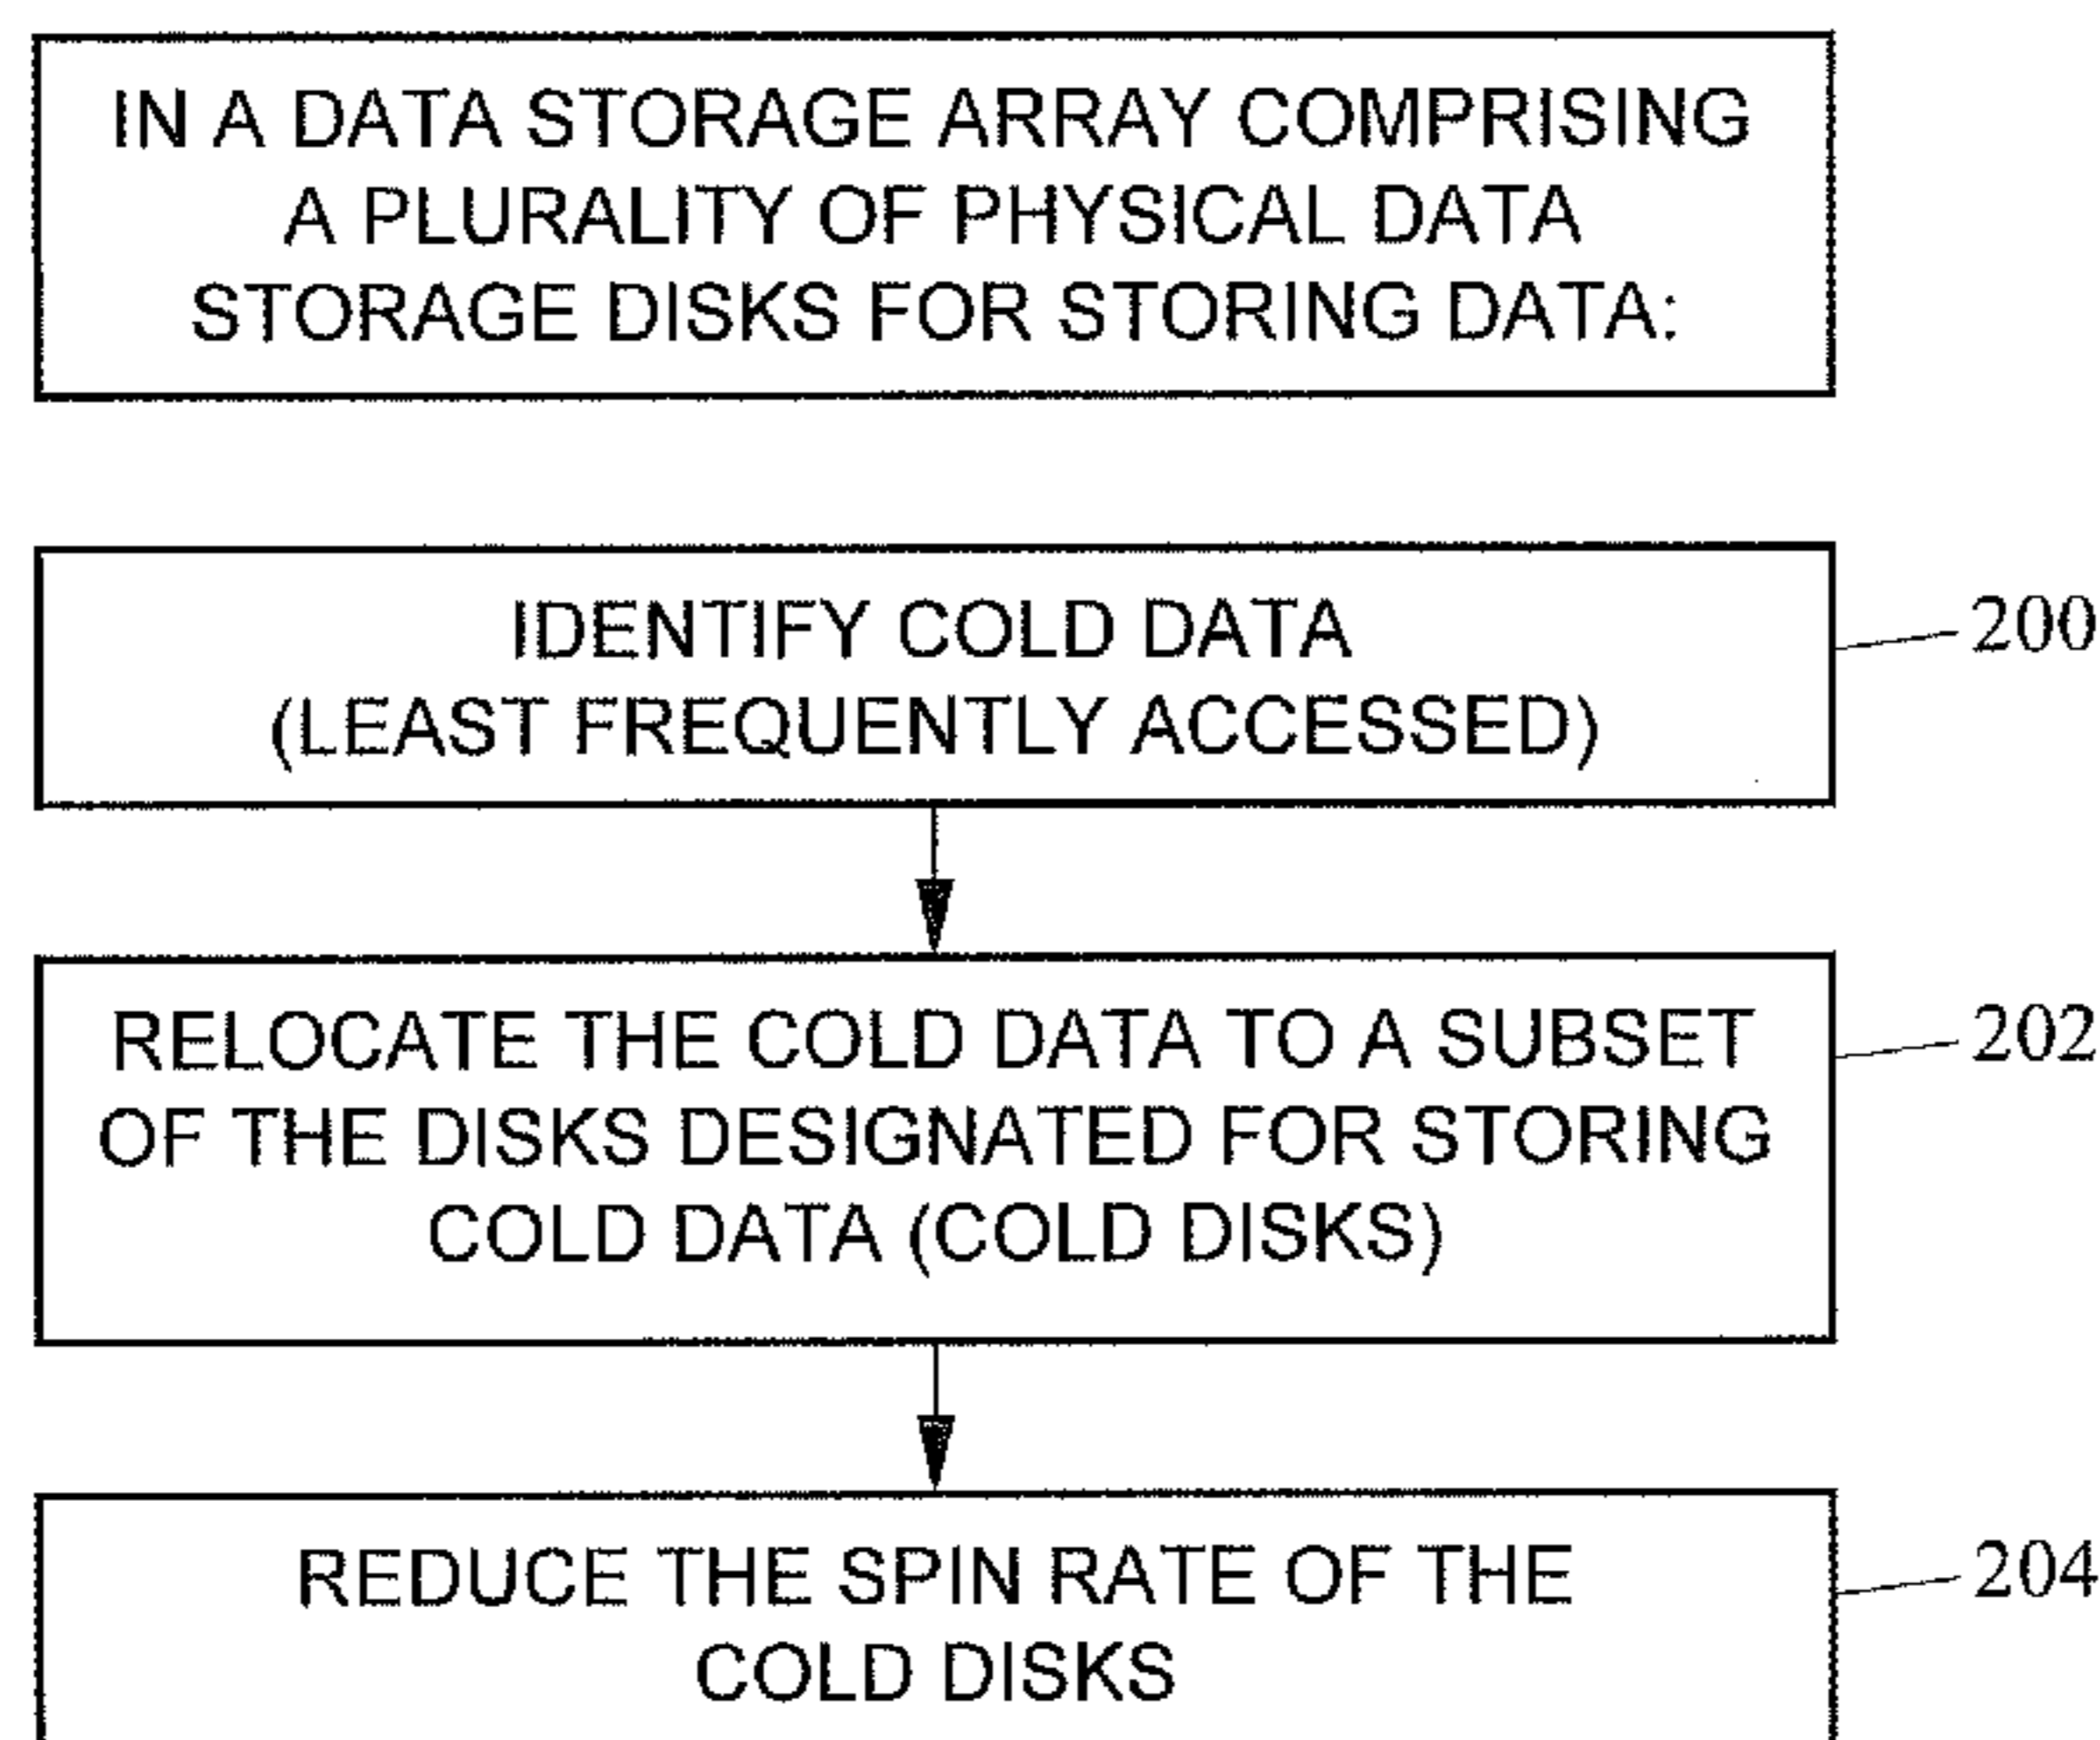 IN A DATA STORAGE ARRAY COMPRISING
A PLURALITY OF PHYSICAL DATA
STORAGE DISKS FOR STORING DATA:
IDENTIFY COLD DATA
(LEAST FREQUENTLY ACCESSED)
200
RELOCATE THE COLD DATA TO A SUBSET
OF THE DISKS DESIGNATED FOR STORING
COLD DATA (COLD DISKS)
202
REDUCE THE SPIN RATE OF THE
COLD DISKS
204